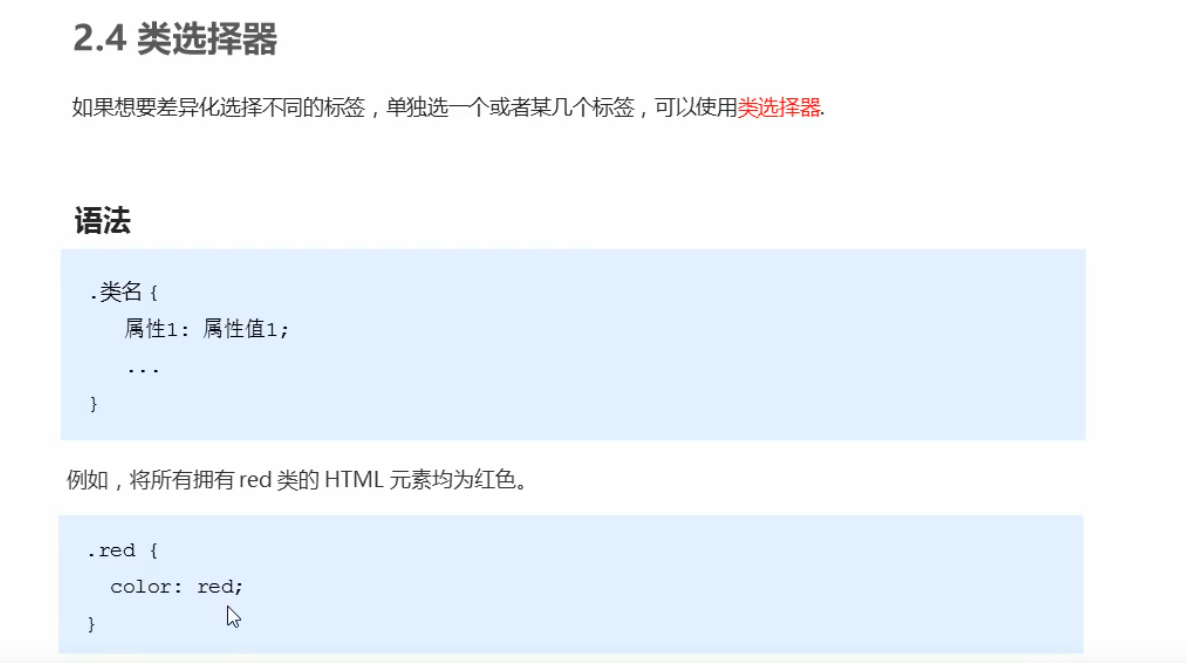 2.4 类选择器
如果想要差异化选择不同的标签，单独选一个或者某几个标签，可以使用类选择器.
语法
.类名 {
属性1: 属性值1;
...
}
例如，将所有拥有 red 类的 HTML 元素均为红色。
.red {
color: red;
}